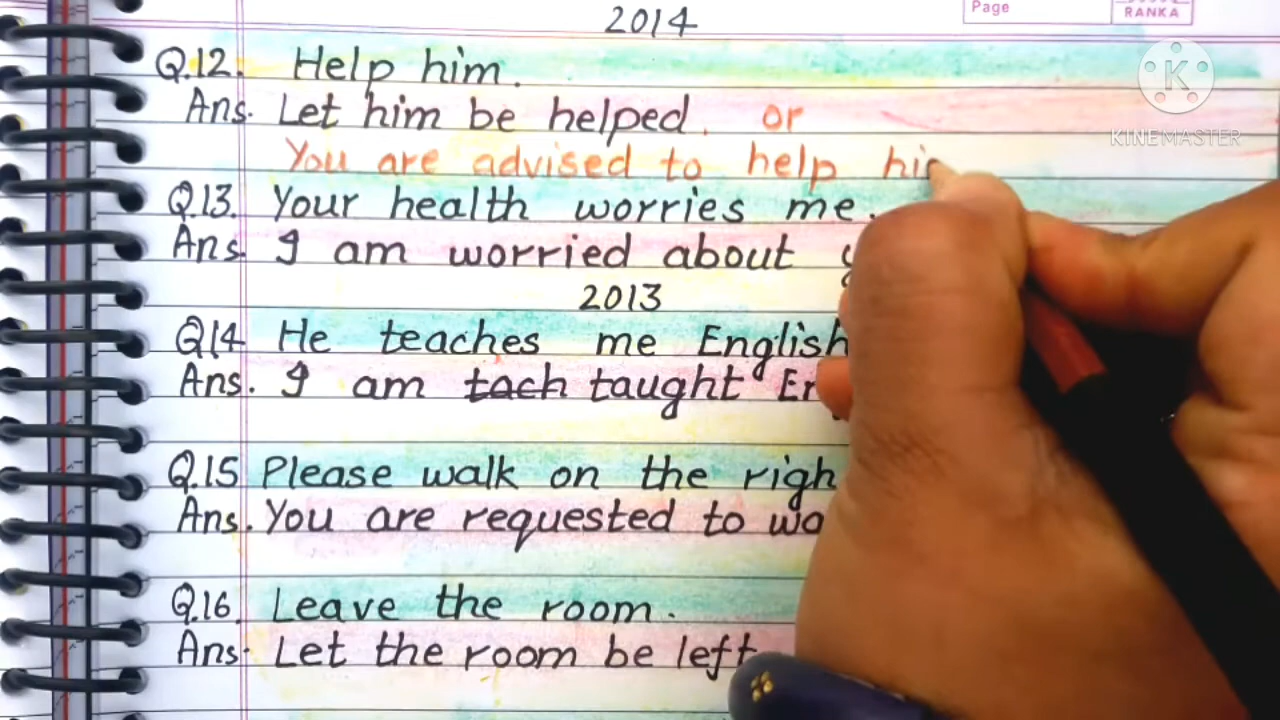 Page
RANKA
2014
Q.12. Help him.
Ans. Let him be helped. or
You are advised to help
Q.13. Your health worries me.
Ans. I am worried about
2013
Q14. He teaches me English
Ans. I am tach taught
Q.15 Please walk on the
Ans. You are requested to
Q.16. Leave the room.
Ans. Let the room be left.
KINEMASTER